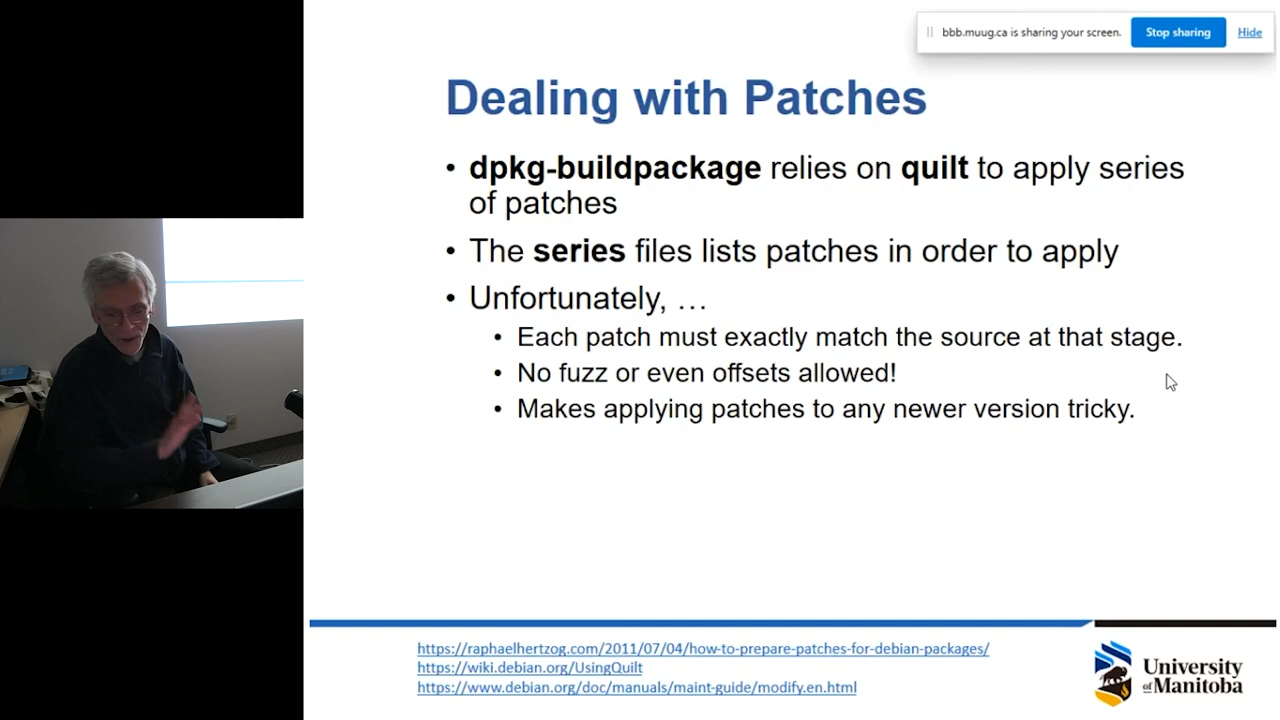 bbb.muug.ca is sharing your screen. Stop sharing Hide
Dealing with Patches
• dpkg-buildpackage relies on quilt to apply series
of patches
• The series files lists patches in order to apply
• Unfortunately, …
• Each patch must exactly match the source at that stage.
• No fuzz or even offsets allowed!
• Makes applying patches to any newer version tricky.
https://raphaelhertzog.com/2011/07/04/how-to-prepare-patches-for-debian-packages/
https://wiki.debian.org/UsingQuilt
https://www.debian.org/doc/manuals/maint-guide/modify.en.html
University
of Manitoba